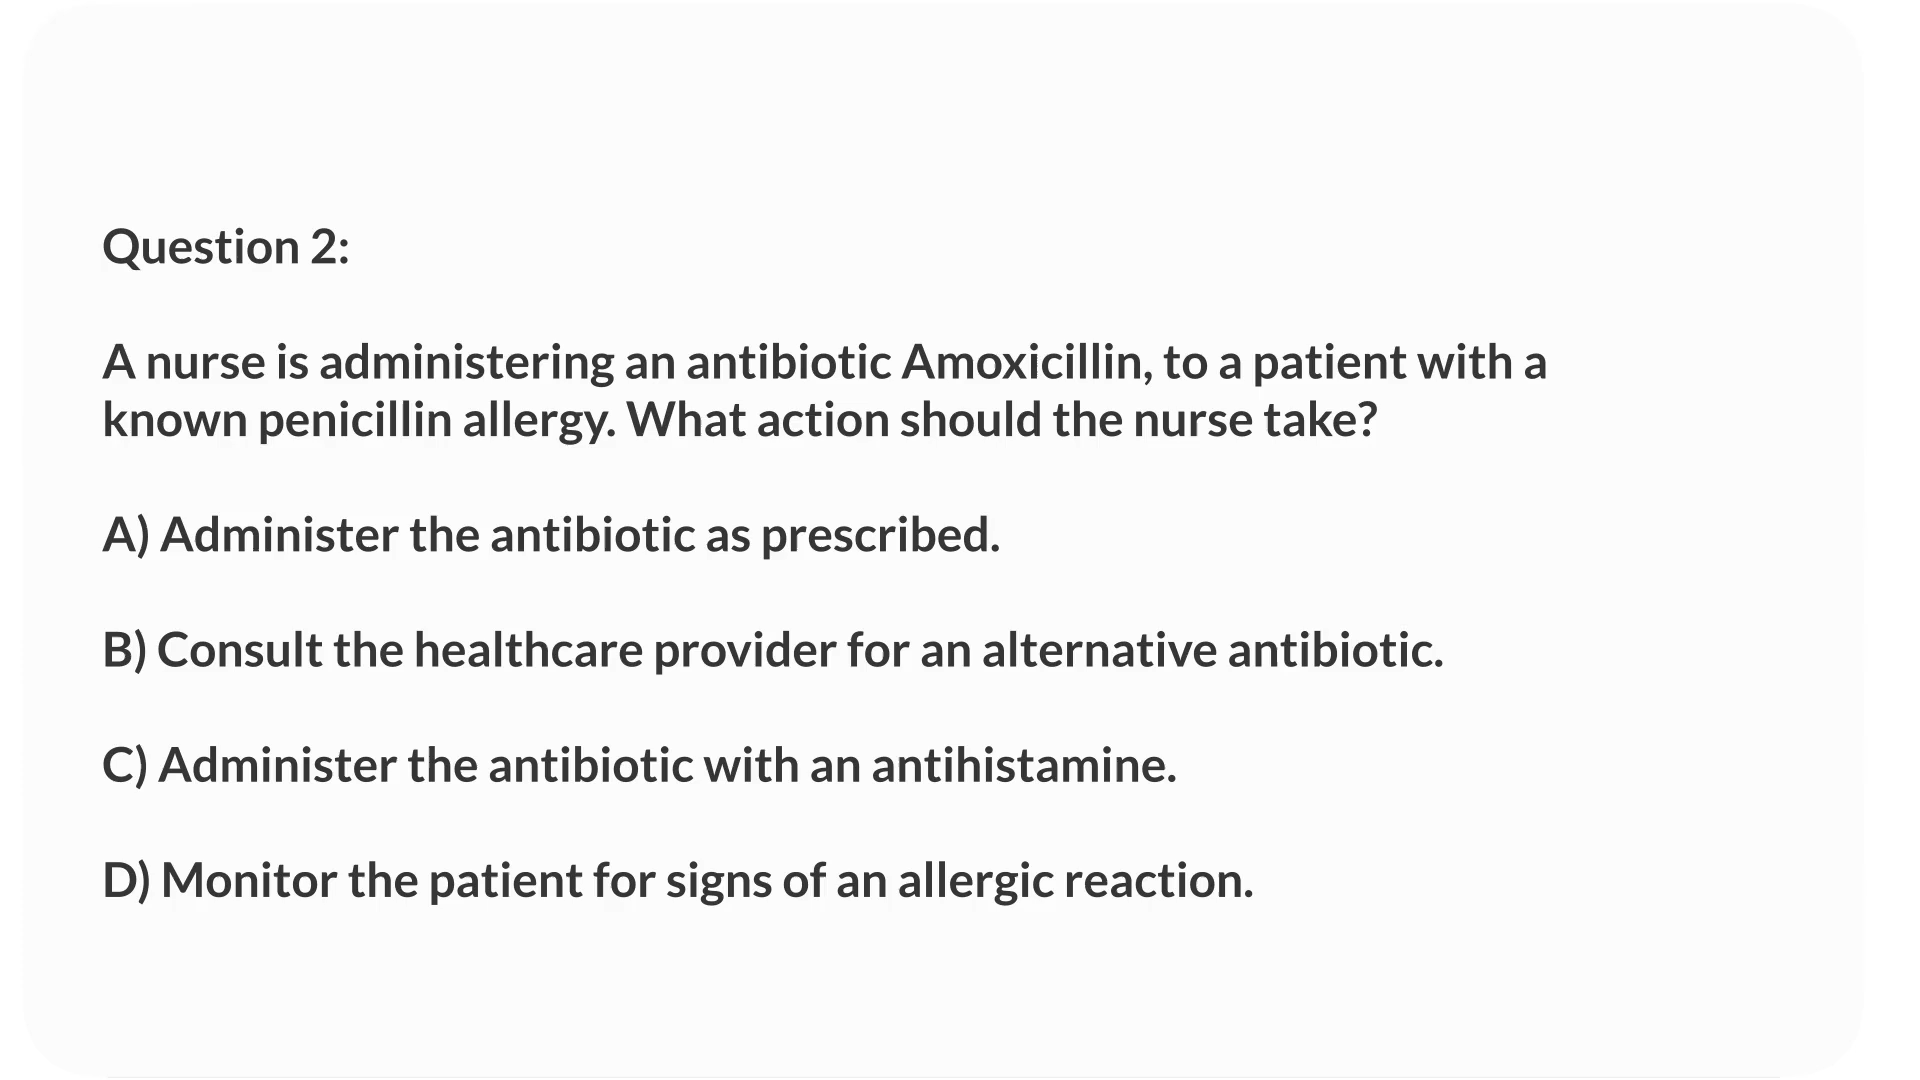 Question 2:
A nurse is administering an antibiotic Amoxicillin, to a patient with a
known penicillin allergy. What action should the nurse take?
A) Administer the antibiotic as prescribed.
B) Consult the healthcare provider for an alternative antibiotic.
C) Administer the antibiotic with an antihistamine.
D) Monitor the patient for signs of an allergic reaction.